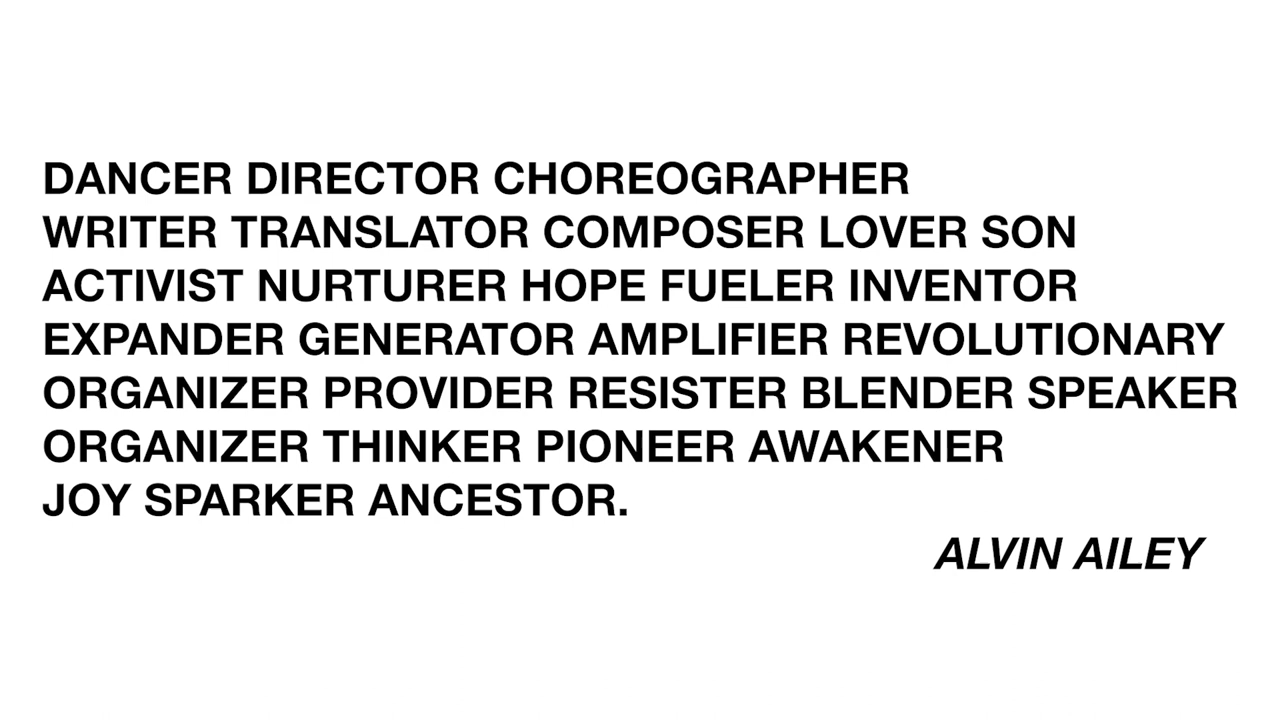 DANCER DIRECTOR CHOREOGRAPHER
WRITER TRANSLATOR COMPOSER LOVER SON
ACTIVIST NURTURER HOPE FUELER INVENTOR
EXPANDER GENERATOR AMPLIFIER REVOLUTIONARY
ORGANIZER PROVIDER RESISTER BLENDER SPEAKER
ORGANIZER THINKER PIONEER AWAKENER
JOY SPARKER ANCESTOR.
ALVIN AILEY